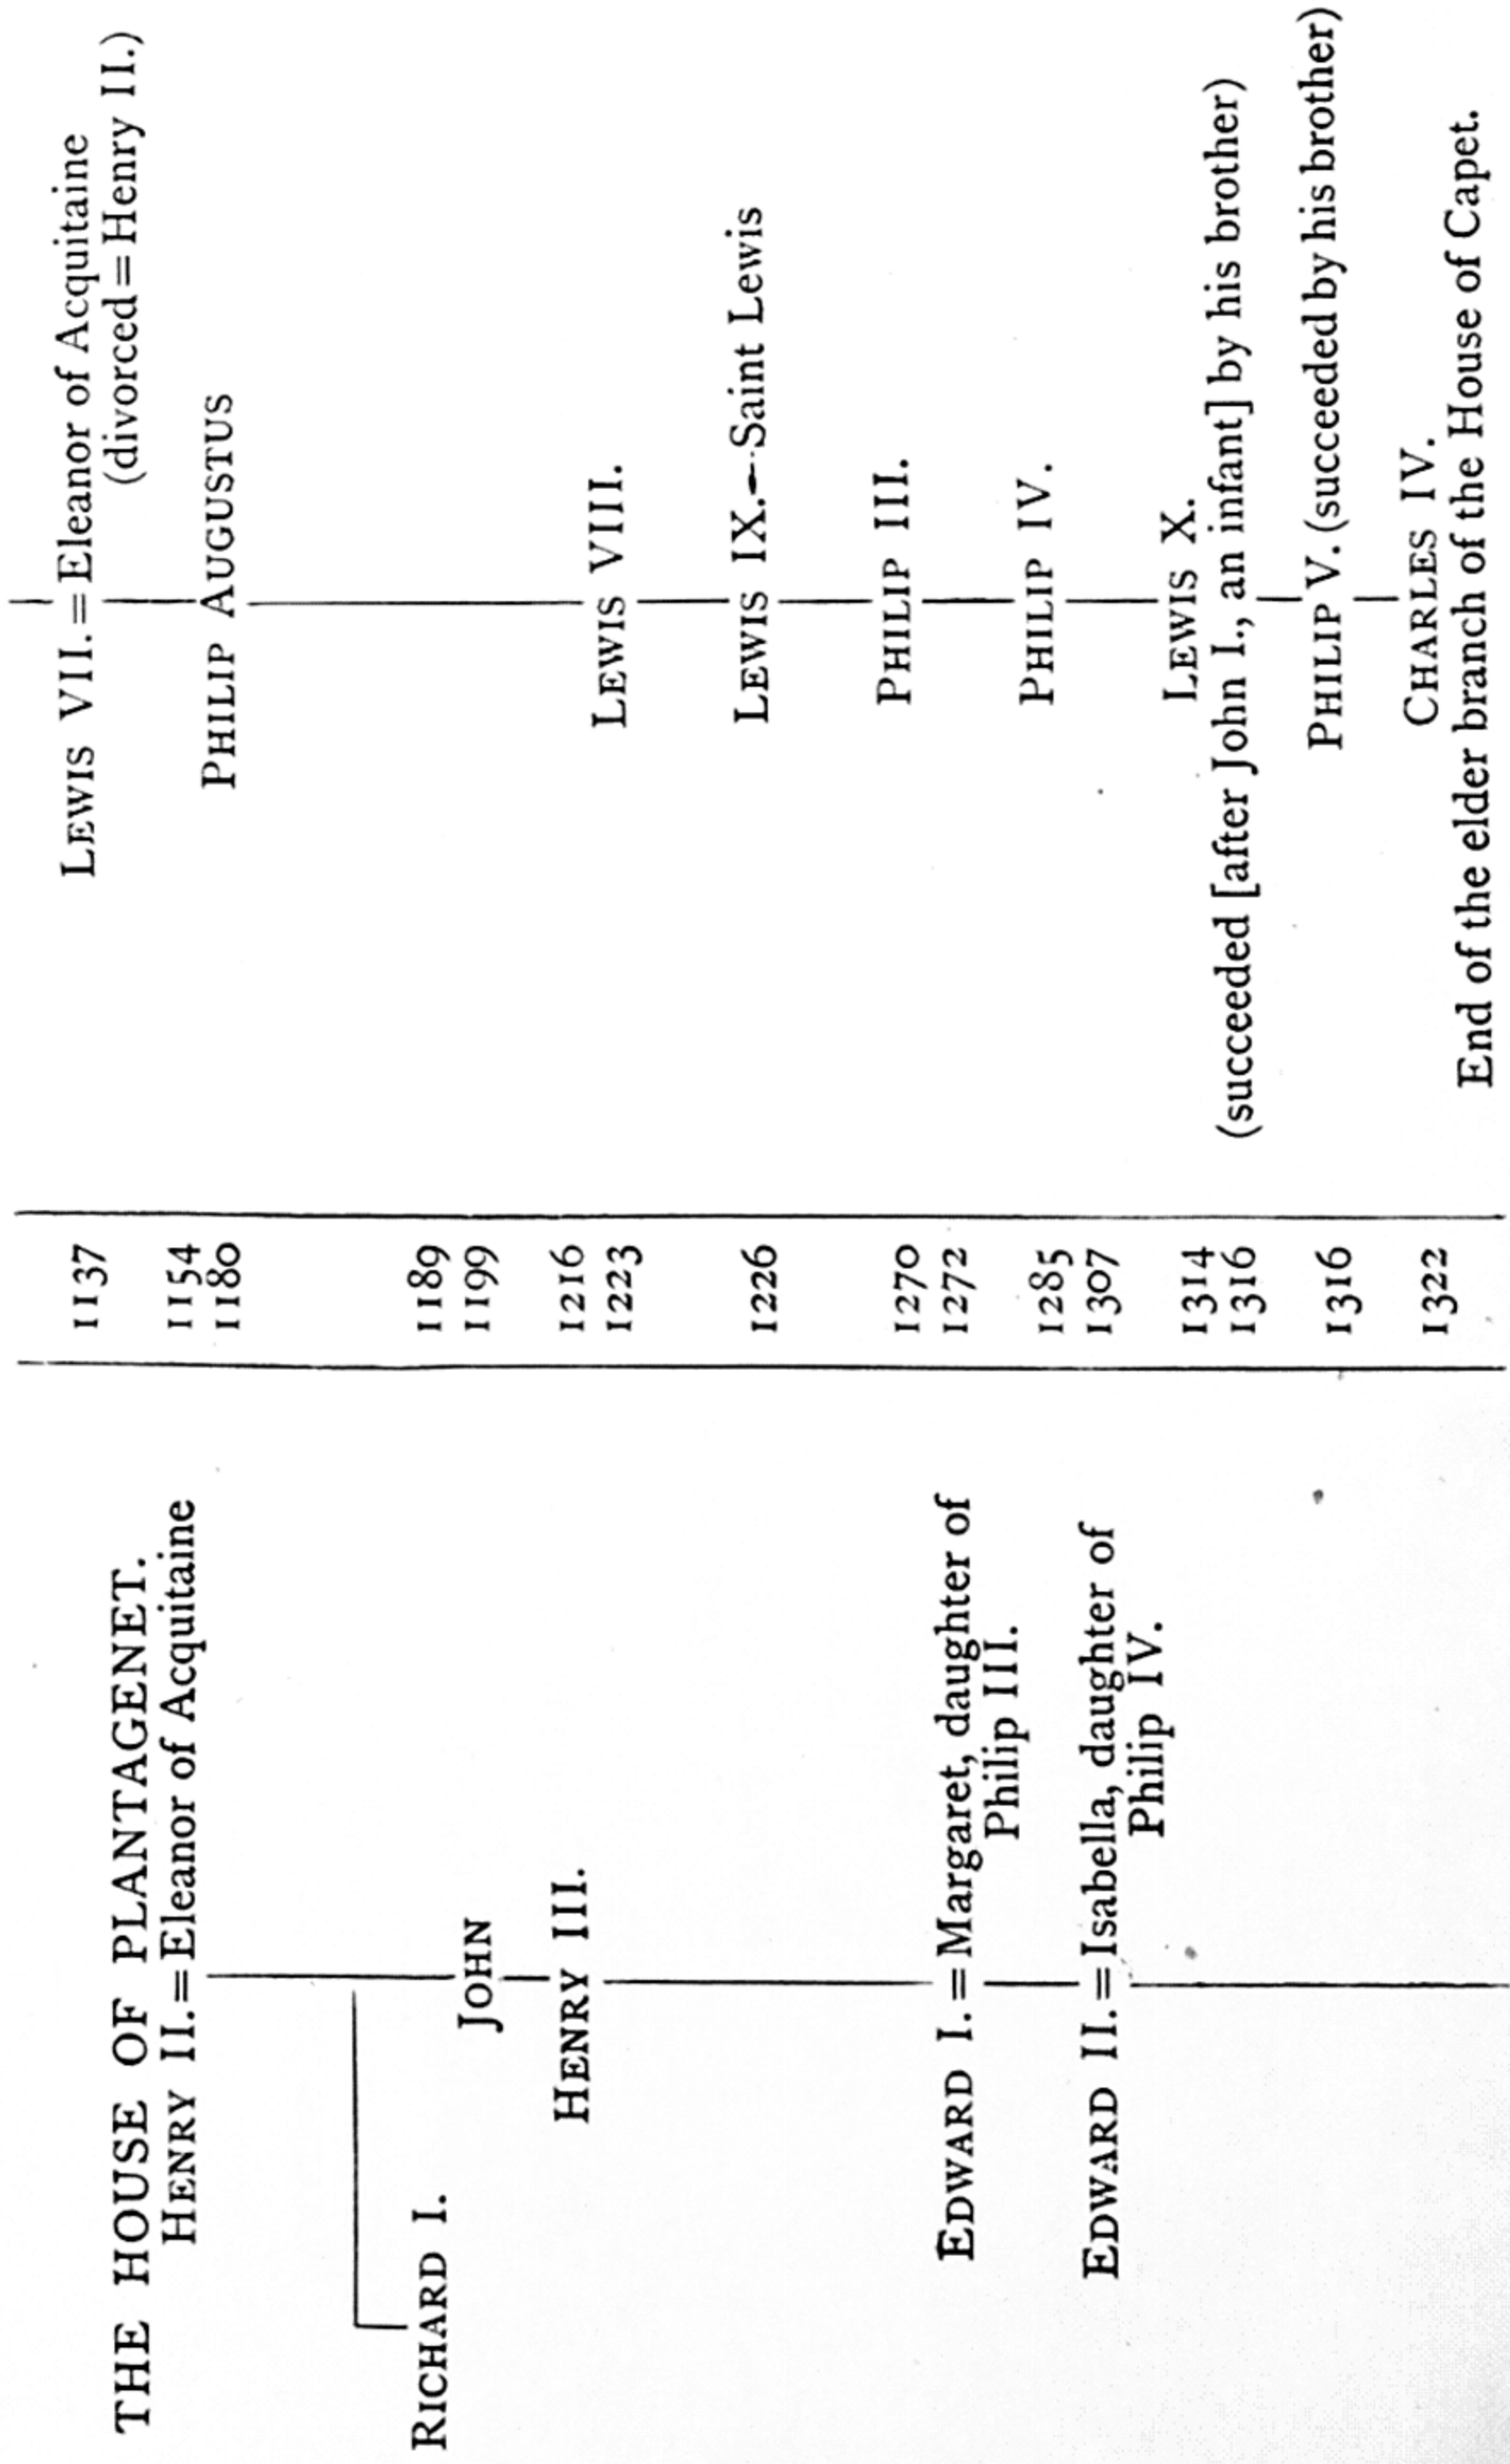 THE HOUSE OF PLANTAGENET.
HENRY II.=Eleanor of Acquitaine
RICHARD I.
JOHN
HENRY III.
EDWARD I.=Margaret, daughter of
Philip III.
EDWARD II.=Isabella, daughter of
Philip IV.
1137
1154
1180
1189
1199
1216
1223
1226
1270
1272
1285
1307
1314
1316
1316
1322
LEWIS VII.=Eleanor of Acquitaine
(divorced=Henry II.)
PHILIP AUGUSTUS
LEWIS VIII.
LEWIS IX.—Saint Lewis
PHILIP III.
PHILIP IV.
LEWIS X.
(succeeded [after John I., an infant] by his brother)
PHILIP V. (succeeded by his brother)
CHARLES IV.
End of the elder branch of the House of Capet.